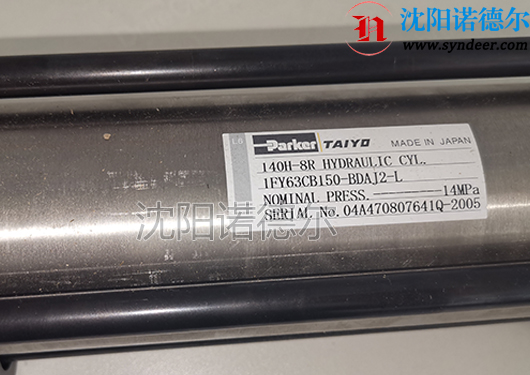 沈阳诺德尔
www.syndeer.com
Parker TAIYO MADE IN JAPAN
140H-8R HYDRAULIC CYL.
1FY63CB150-BDAJ2-L
NOMINAL PRESS. 14MPa
SERIAL No. 04A470807641Q-2005
沈阳诺德尔